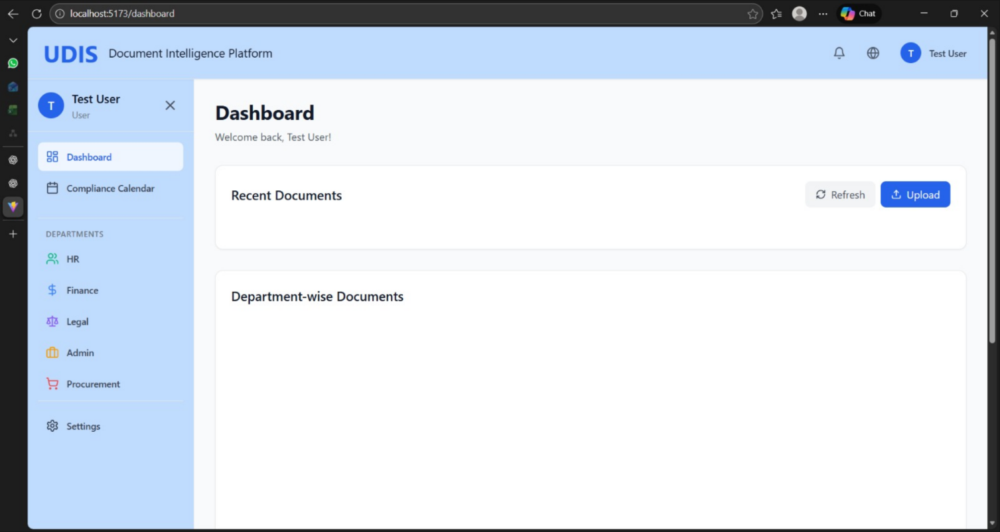 localhost:5173/dashboard
Chat
UDIS Document Intelligence Platform
T Test User
T Test User
User
Dashboard
Compliance Calendar
DEPARTMENTS
HR
Finance
Legal
Admin
Procurement
Settings
Dashboard
Welcome back, Test User!
Recent Documents
Refresh
Upload
Department-wise Documents